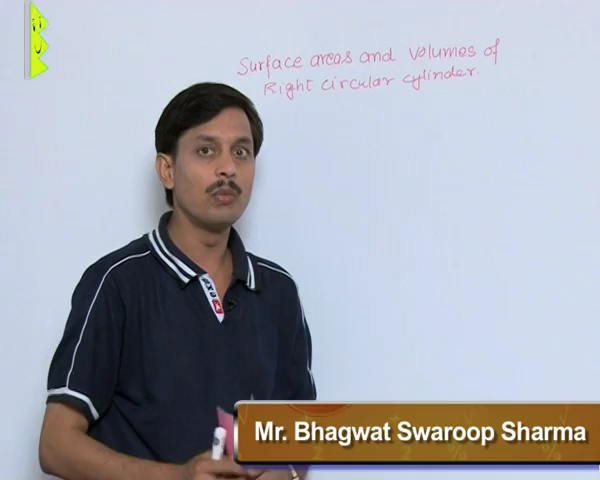 Surface areas and volumes of
Right circular cylinder.
Mr. Bhagwat Swaroop Sharma